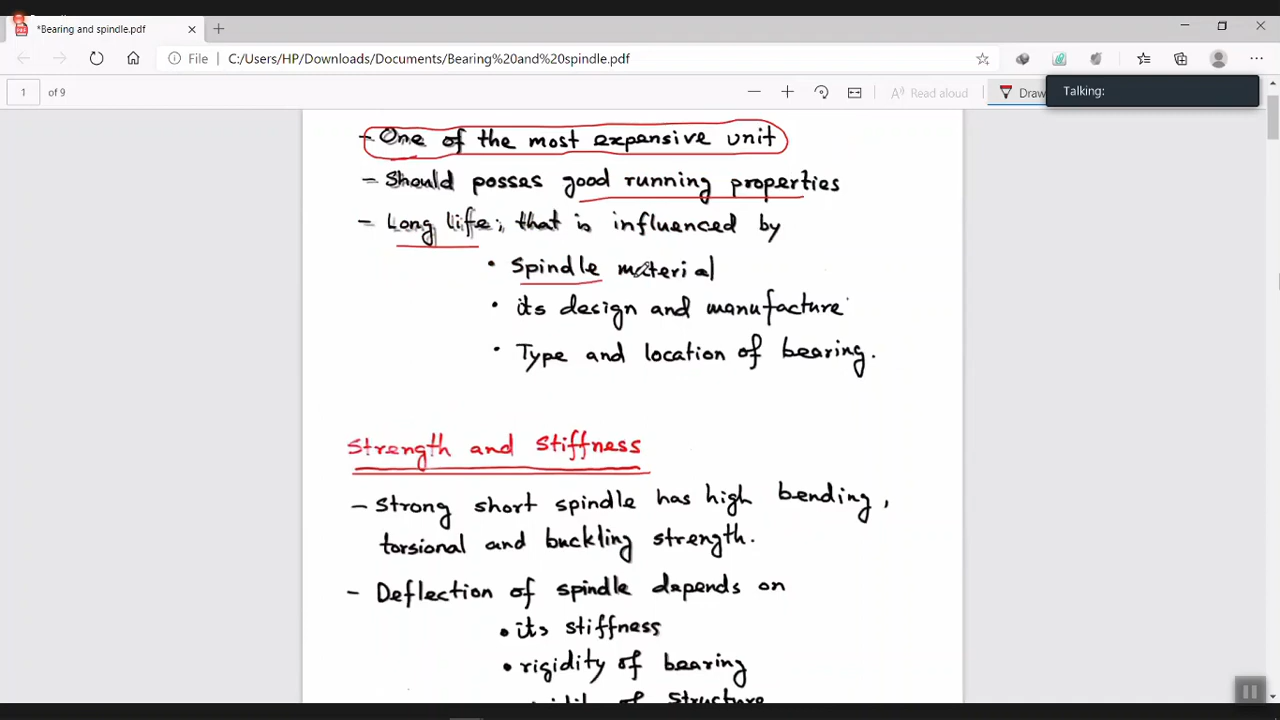 *Bearing and spindle.pdf
File
C:/Users/HP/Downloads/Documents/Bearing%20and%20spindle.pdf
1 of 9
Read aloud
Draw
Talking:
- One of the most expensive unit
- Should posses good running properties
- Long life; that is influenced by
• Spindle material
• its design and manufacture
• Type and location of bearing.
Strength and Stiffness
- Strong short spindle has high bending,
torsional and buckling strength.
- Deflection of spindle depends on
• its stiffness
• rigidity of bearing
of structure